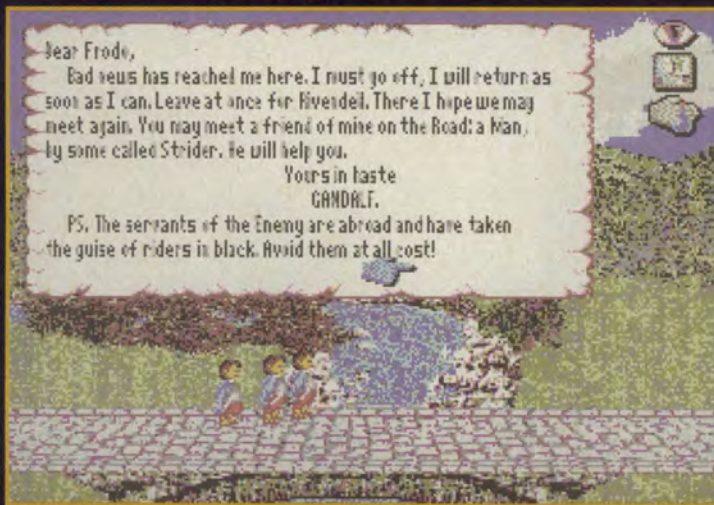 Dear Frodo,
Bad news has reached me here. I must go off, I will return as
soon as I can. Leave at once for Rivendell. There I hope we may
meet again. You may meet a friend of mine on the Road: a Man,
by some called Strider. He will help you.
Yours in haste
GANDALF.
PS. The servants of the Enemy are abroad and have taken
the guise of riders in black. Avoid them at all cost!